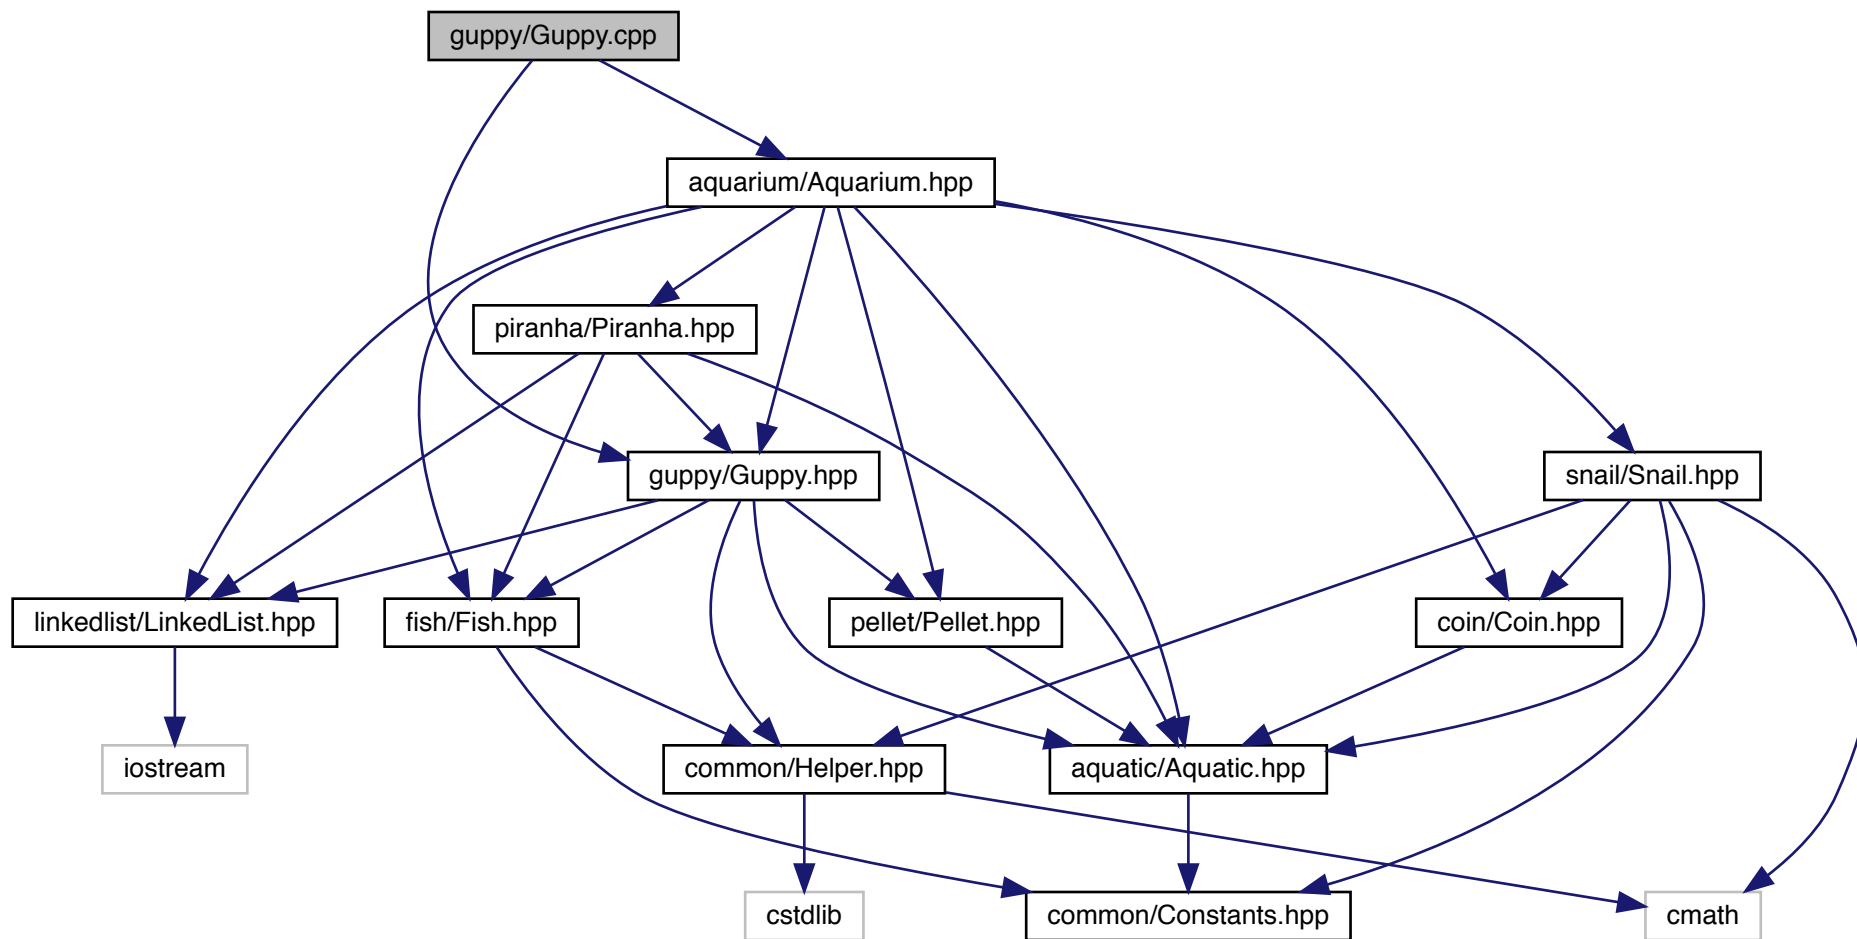 guppy/Guppy.cpp
aquarium/Aquarium.hpp
piranha/Piranha.hpp
guppy/Guppy.hpp
snail/Snail.hpp
linkedlist/LinkedList.hpp
fish/Fish.hpp
pellet/Pellet.hpp
coin/Coin.hpp
iostream
common/Helper.hpp
aquatic/Aquatic.hpp
cstdlib
common/Constants.hpp
cmath